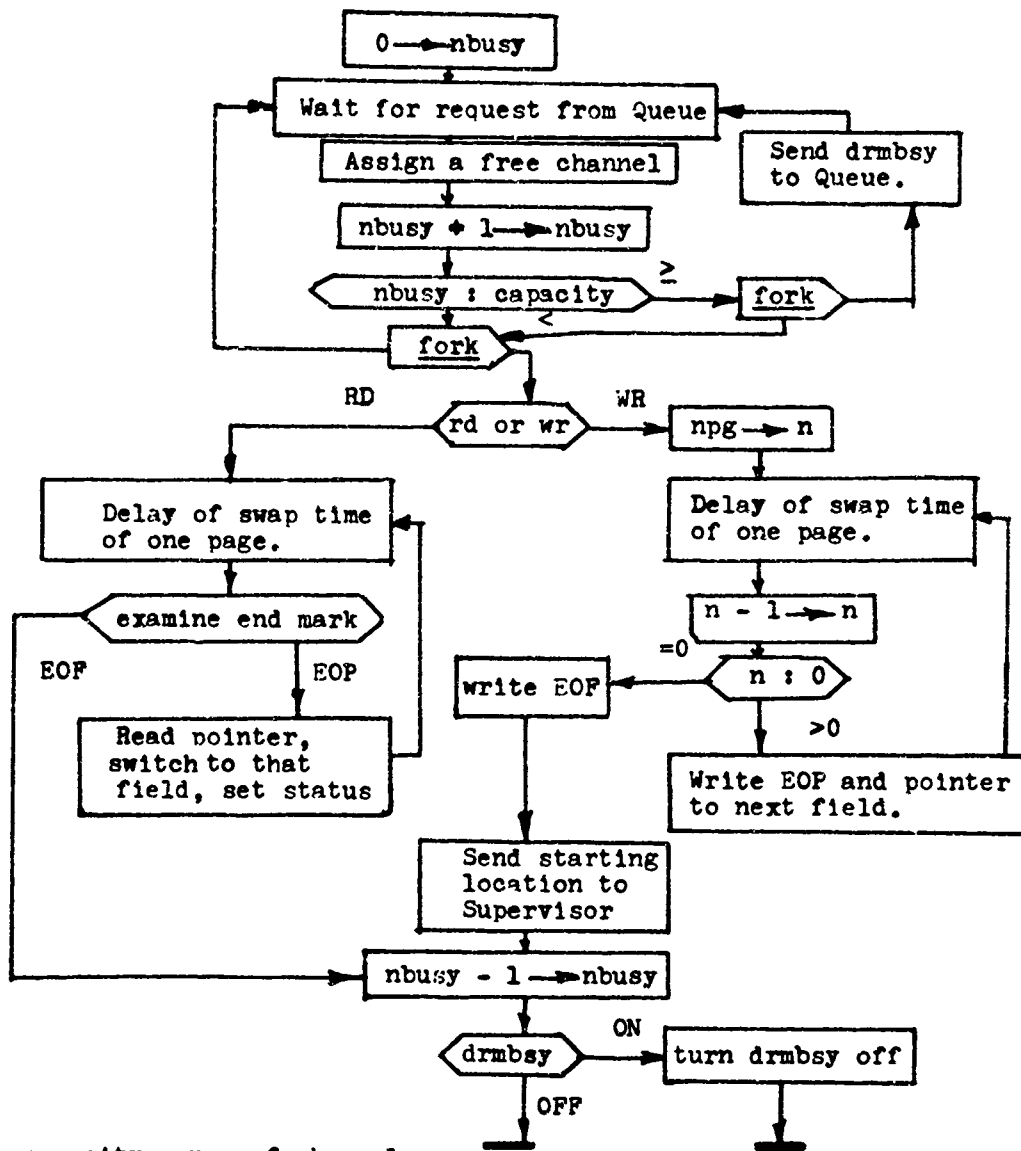 0 → nbusy
Wait for request from Queue
Assign a free channel
Send drmbsy
to Queue.
nbusy + 1 → nbusy
nbusy : capacity
≥
fork
<
fork
RD
rd or wr
WR
npg → n
Delay of swap time
of one page.
Delay of swap time
of one page.
examine end mark
n - 1 → n
EOF
EOP
=0
n : 0
write EOF
>0
Read pointer,
switch to that
field, set status
Write EOP and pointer
to next field.
Send starting
location to
Supervisor
nbusy - 1 → nbusy
drmbsy
ON
turn drmbsy off
OFF